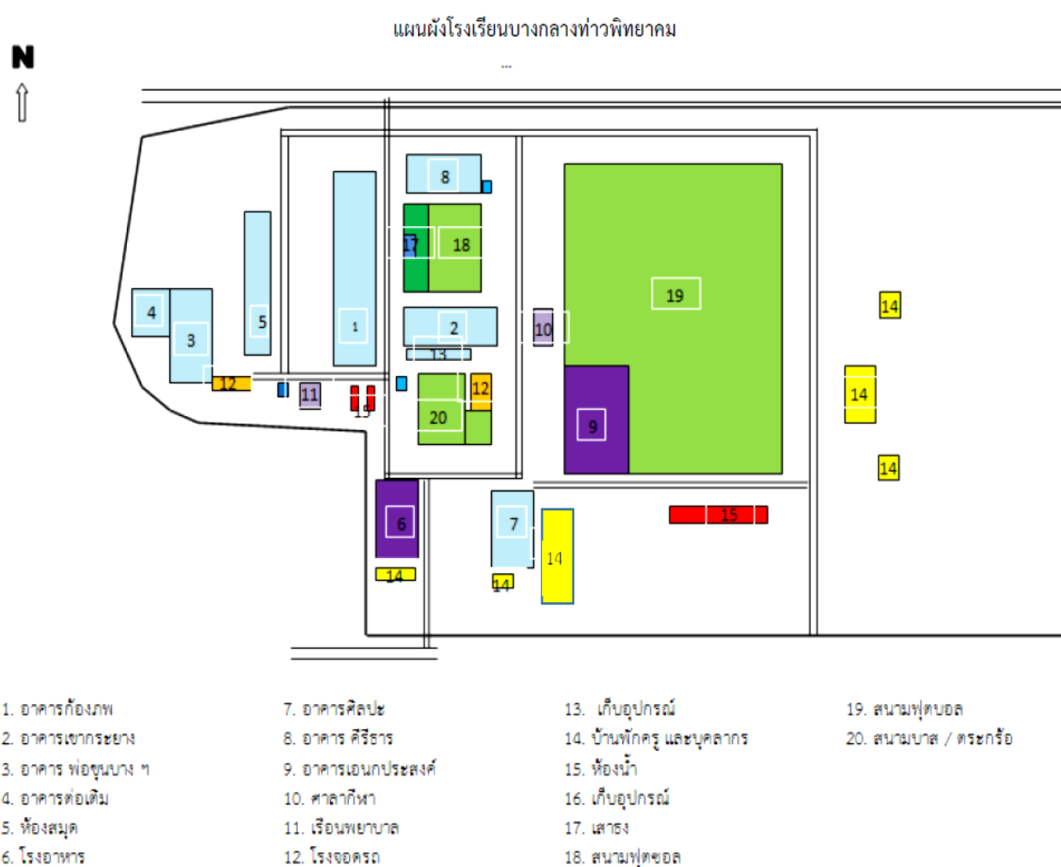 แผนผังโรงเรียนบางกลางท่าวพิทยาคม
...
N
8
17
18
19
14
4
3
5
1
2
10
13
12
11
15
12
14
20
9
14
6
7
14
15
14
14
1. อาคารก้องภพ
2. อาคารเขากระยาง
3. อาคาร พ่อขุนบาง ฯ
4. อาคารต่อเติม
5. ห้องสมุด
6. โรงอาหาร
7. อาคารศิลปะ
8. อาคาร คีรีธาร
9. อาคารเอนกประสงค์
10. ศาลากีฬา
11. เรือนพยาบาล
12. โรงจอดรถ
13. เก็บอุปกรณ์
14. บ้านพักครู และบุคลากร
15. ห้องน้ำ
16. เก็บอุปกรณ์
17. เสาธง
18. สนามฟุตซอล
19. สนามฟุตบอล
20. สนามบาส / ตระกร้อ